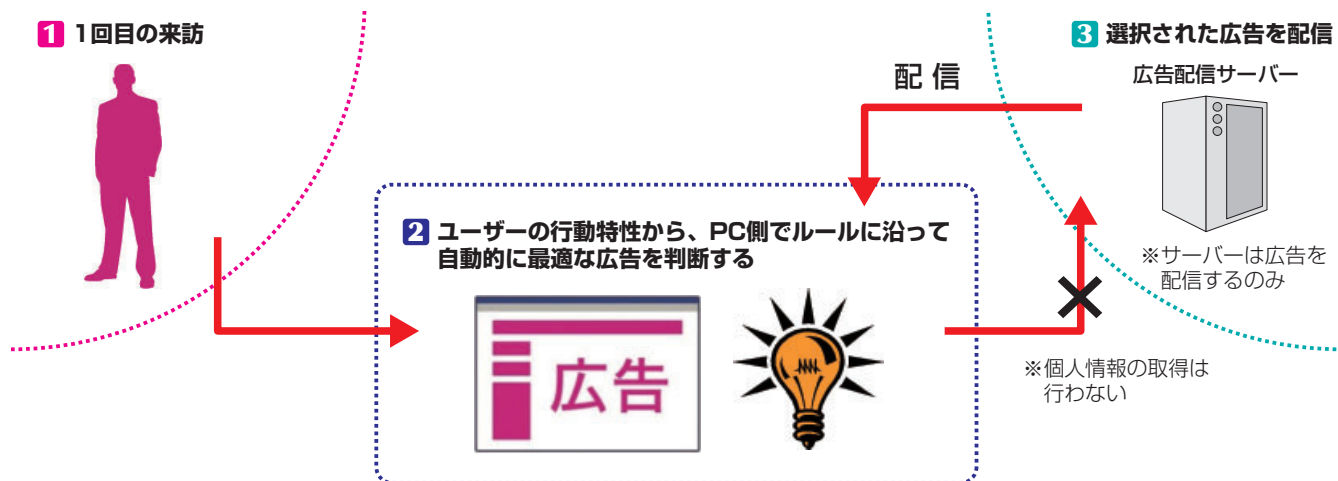 1 1回目の来訪
3 選択された広告を配信
広告配信サーバー
配信
2 ユーザーの行動特性から、PC側でルールに沿って
自動的に最適な広告を判断する
広告
※サーバーは広告を
配信するのみ
※個人情報の取得は
行わない